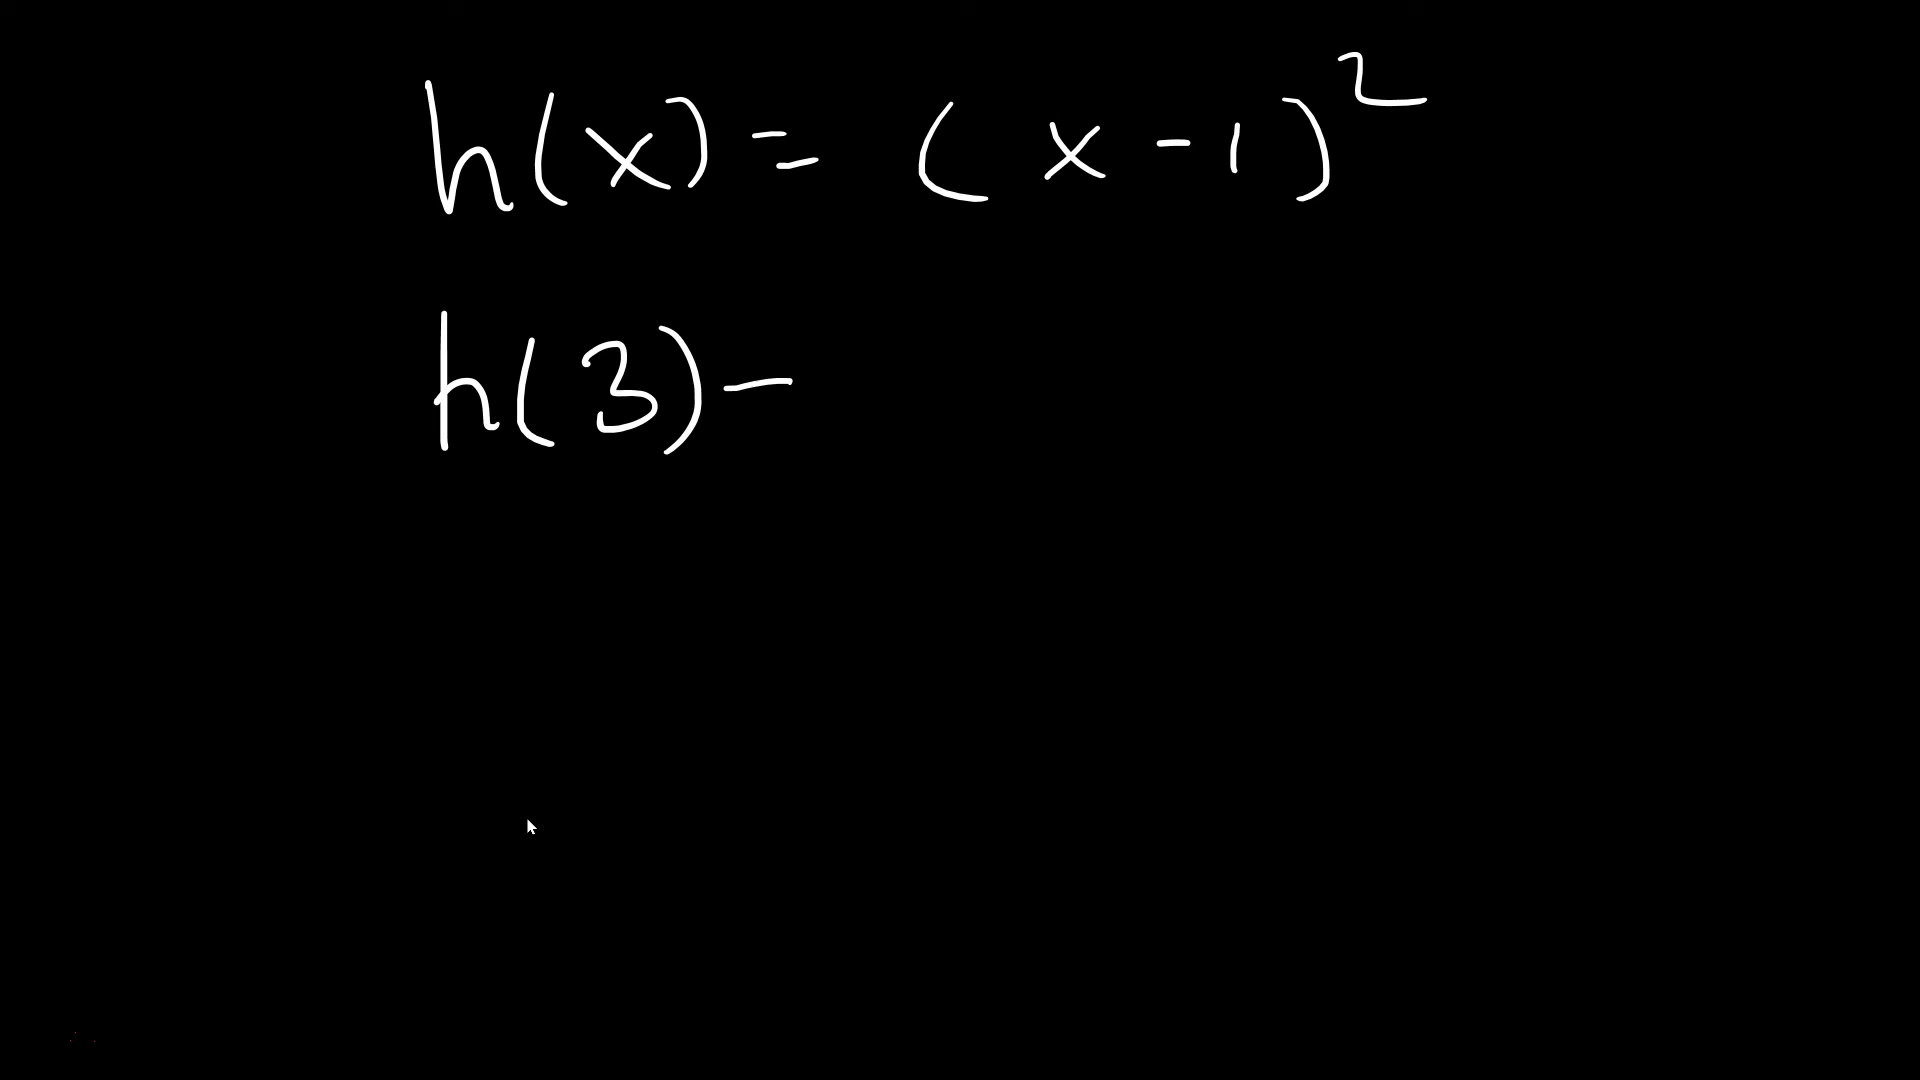 h(x) = (x - 1)²
h(3) -